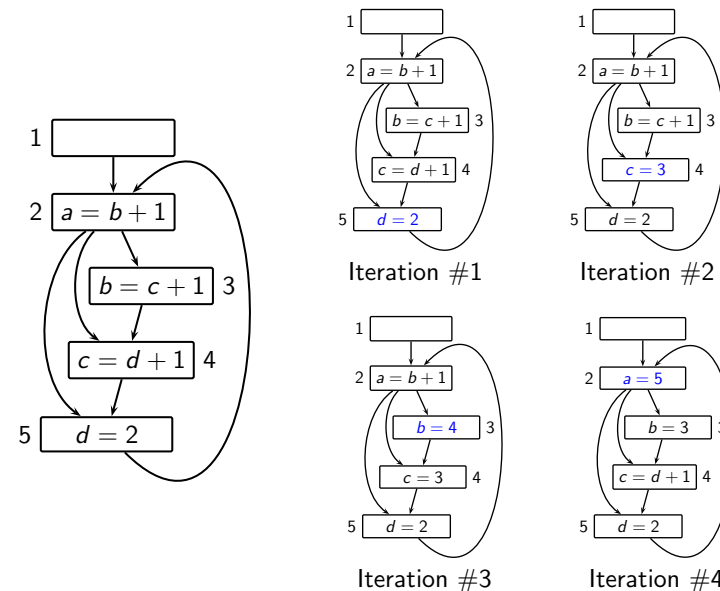 1
2 a = b + 1
b = c + 1 3
c = d + 1 4
5 d = 2
1
2 a = b + 1
b = c + 1 3
c = d + 1 4
5 d = 2
Iteration #1
1
2 a = b + 1
b = c + 1 3
c = 3 4
5 d = 2
Iteration #2
1
2 a = b + 1
b = 4 3
c = 3 4
5 d = 2
Iteration #3
1
2 a = 5
b = 3 3
c = d + 1 4
5 d = 2
Iteration #4